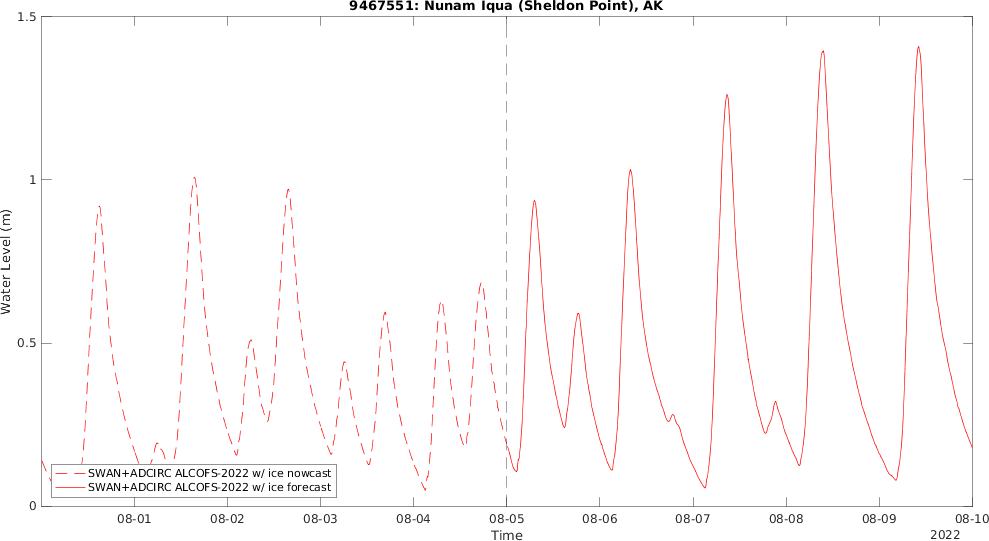 9467551: Nunam Iqua (Sheldon Point), AK
1.5
1
0.5
0
Water Level (m)
SWAN+ADCIRC ALCOFS-2022 w/ ice nowcast
SWAN+ADCIRC ALCOFS-2022 w/ ice forecast
08-01 08-02 08-03 08-04 08-05 08-06 08-07 08-08 08-09 08-10
Time
2022